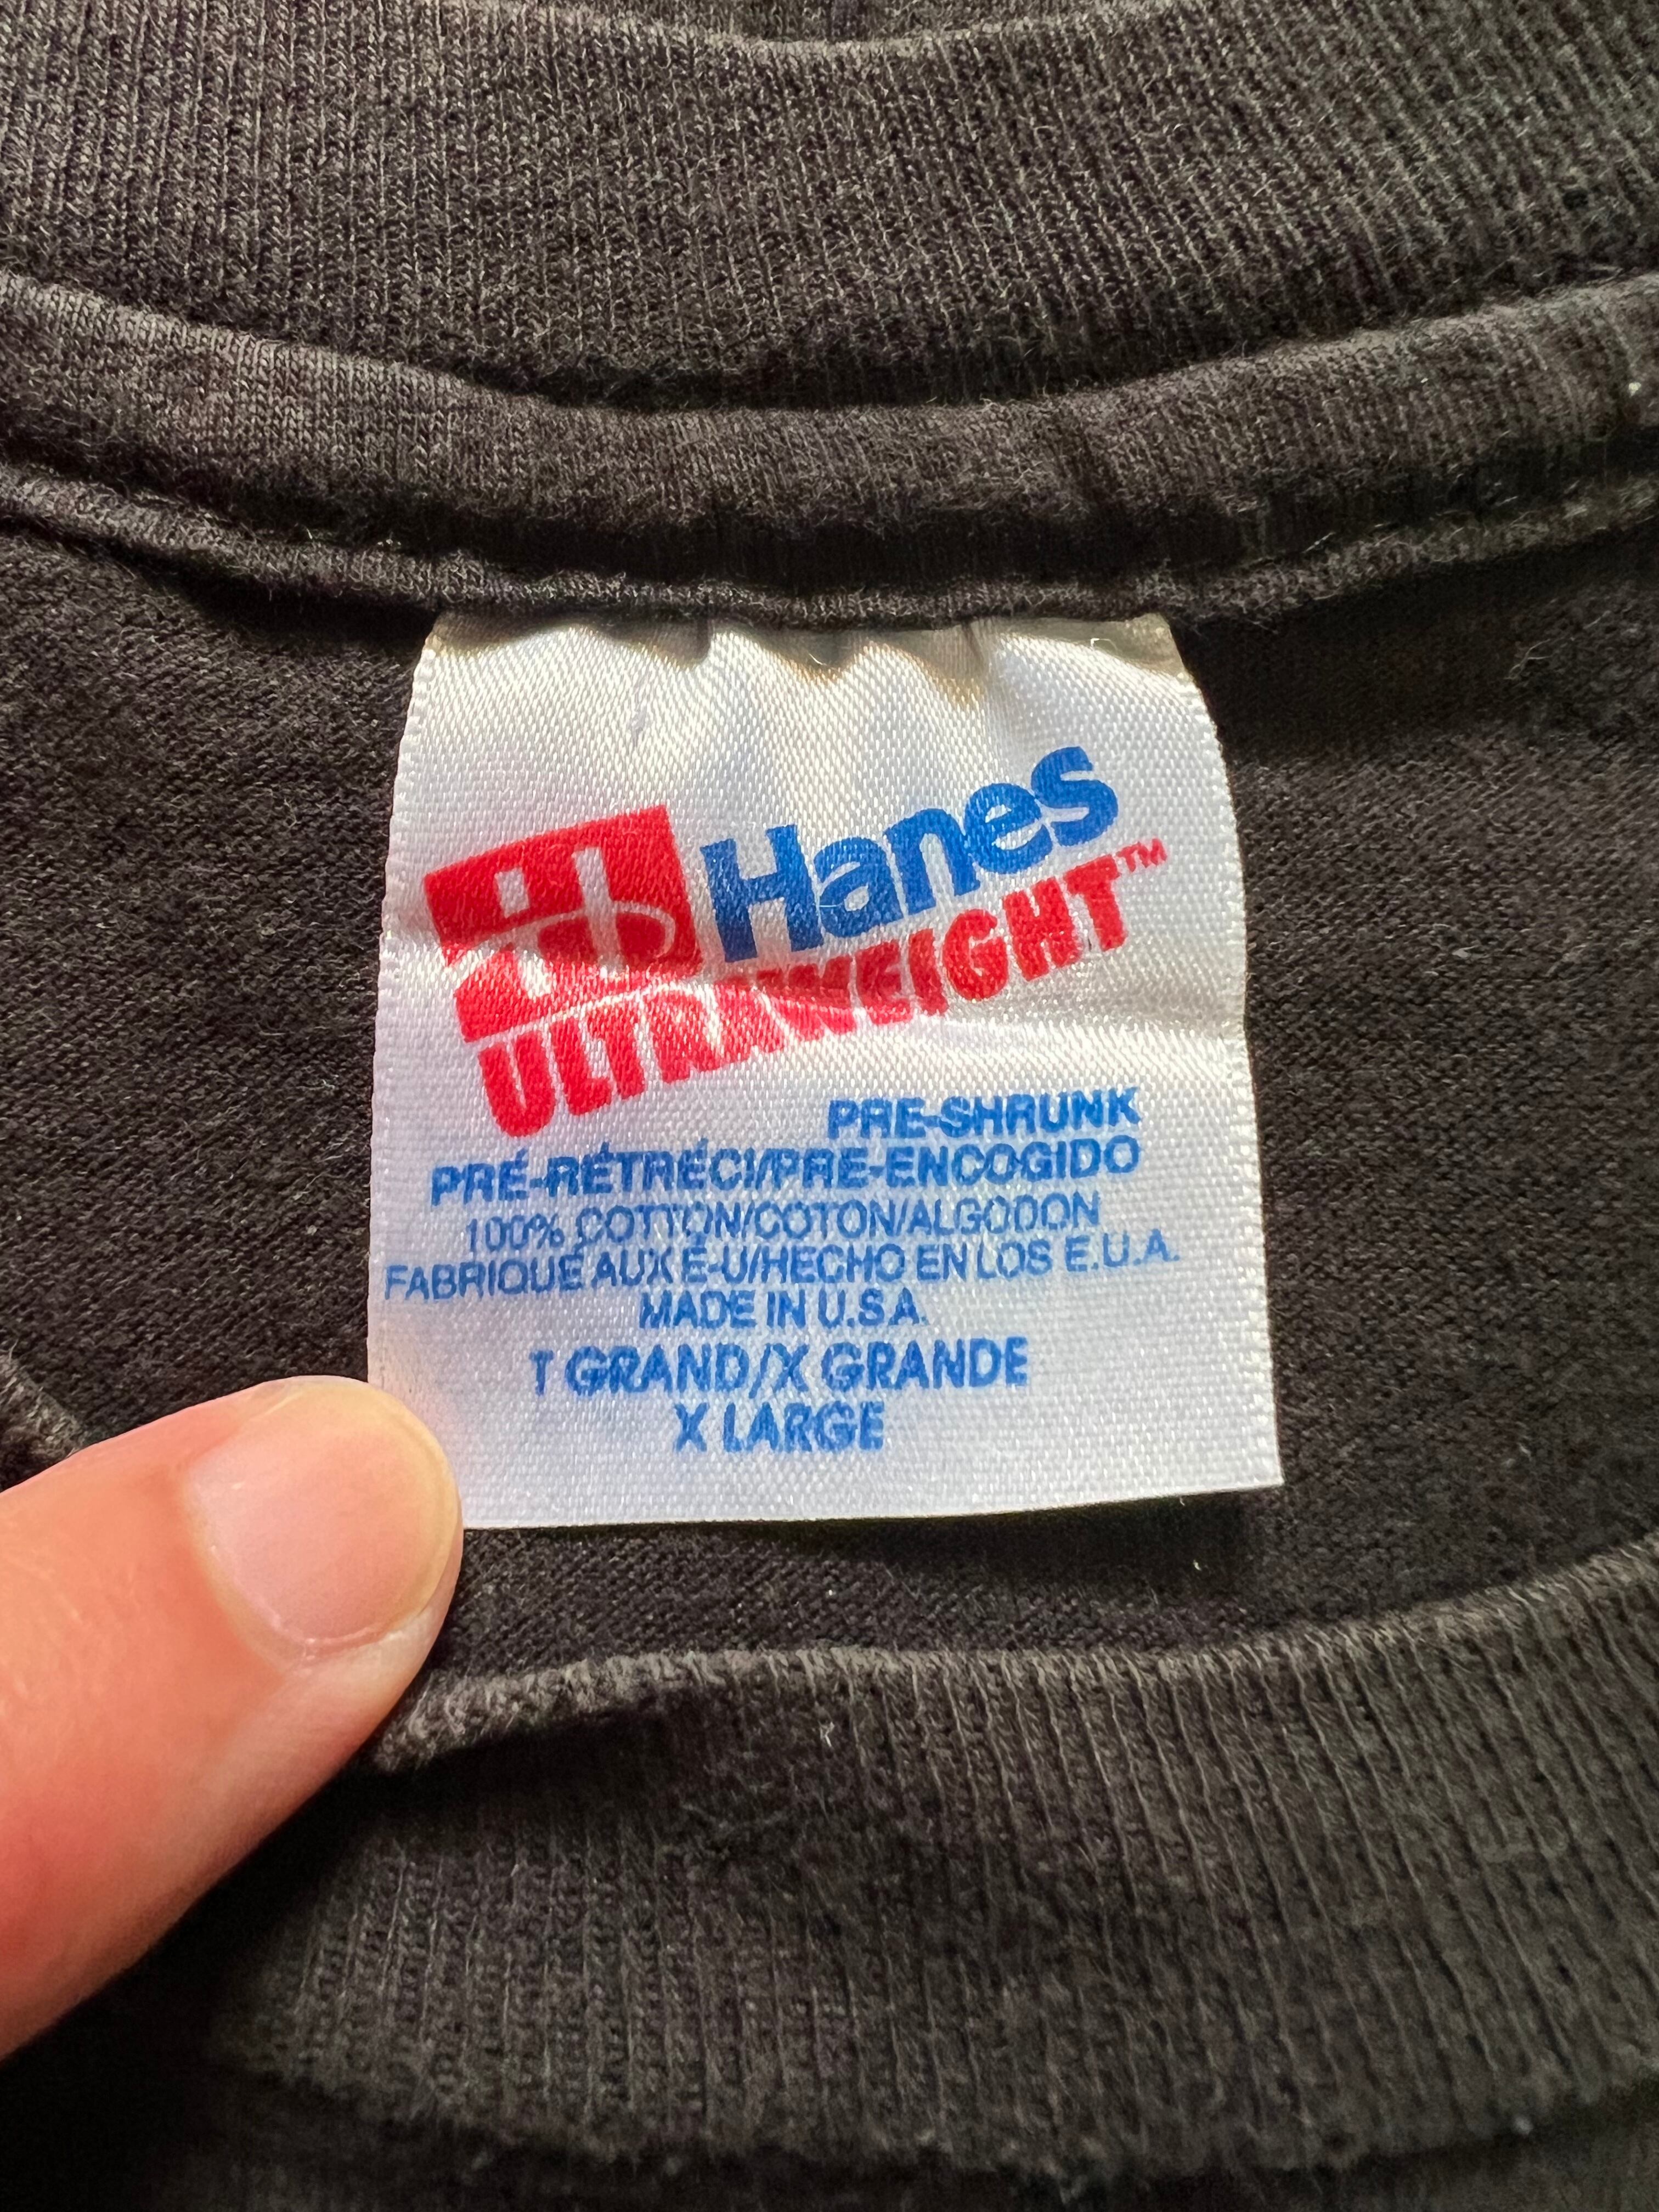 Hanes
ULTRAWEIGHT™
PRE-SHRUNK
PRÉ-RÉTRÉCI/PRE-ENCOGIDO
100% COTTON/COTON/ALGODON
FABRIQUÉ AUX É-U/HECHO EN LOS E.U.A.
MADE IN U.S.A.
T GRAND/X GRANDE
X LARGE